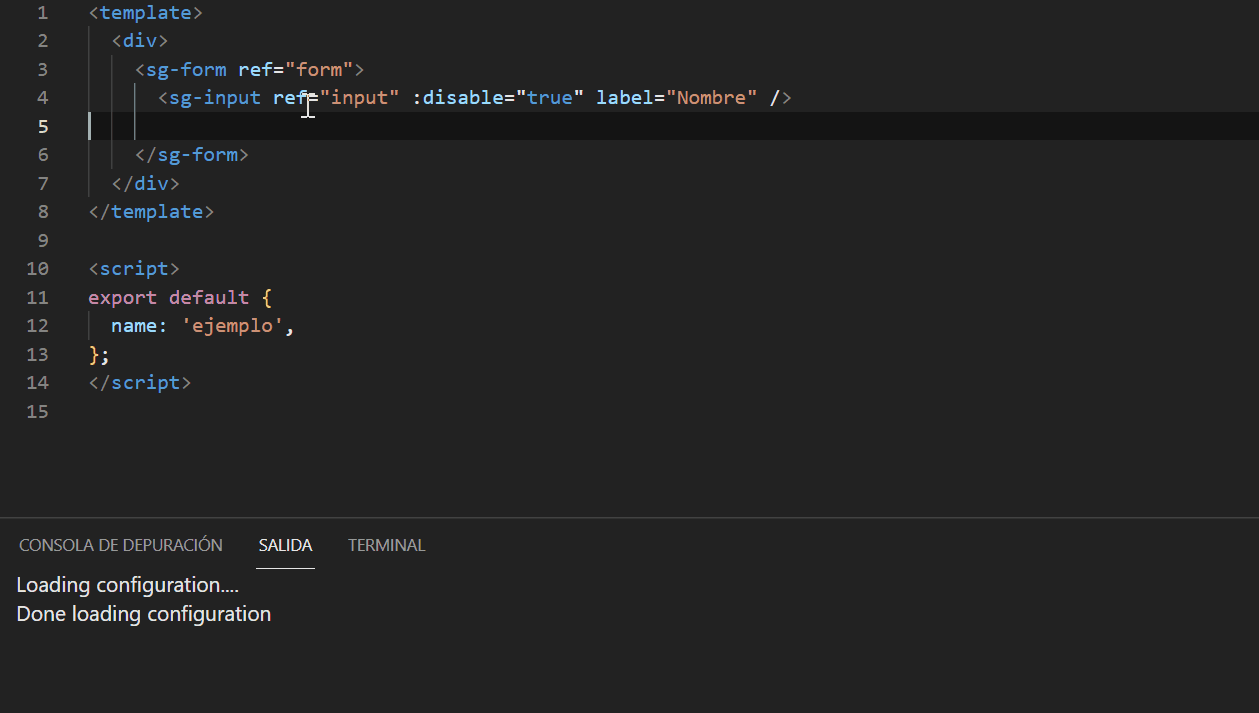 1 <template>
2 <div>
3 <sg-form ref="form">
4 <sg-input ref="input" :disable="true" label="Nombre" />
5
6 </sg-form>
7 </div>
8 </template>
9
10 <script>
11 export default {
12 name: 'ejemplo',
13 };
14 </script>
15
CONSOLA DE DEPURACIÓN SALIDA TERMINAL
Loading configuration....
Done loading configuration